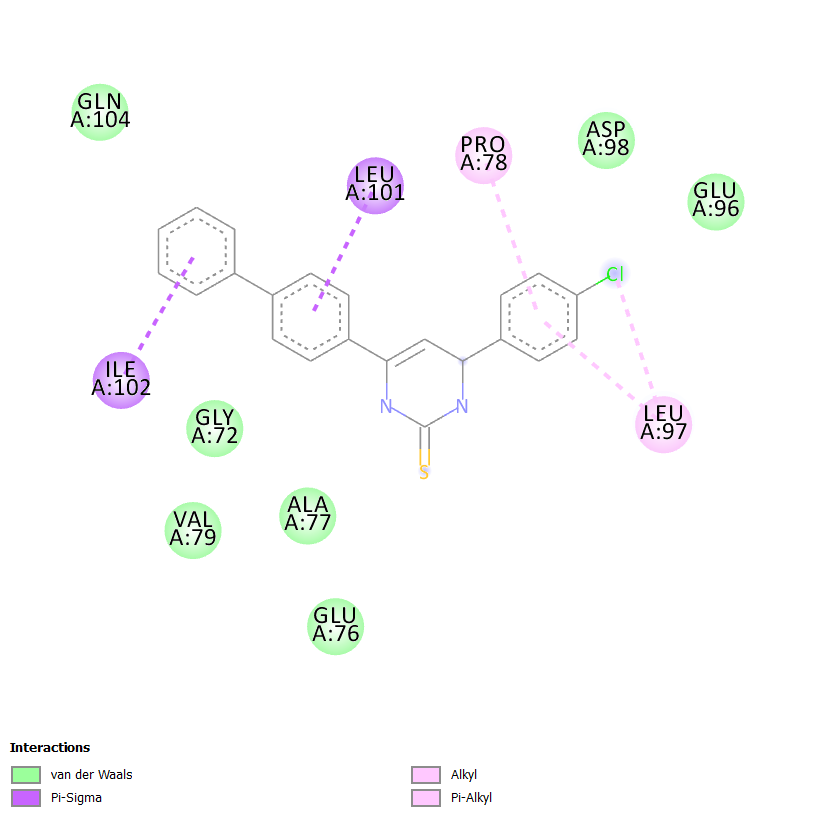 GLN
A:104
ASP
A:98
PRO
A:78
LEU
A:101
GLU
A:96
Cl
ILE
A:102
N
N
GLY
A:72
LEU
A:97
S
VAL
A:79
ALA
A:77
GLU
A:76
Interactions
van der Waals
Pi-Sigma
Alkyl
Pi-Alkyl